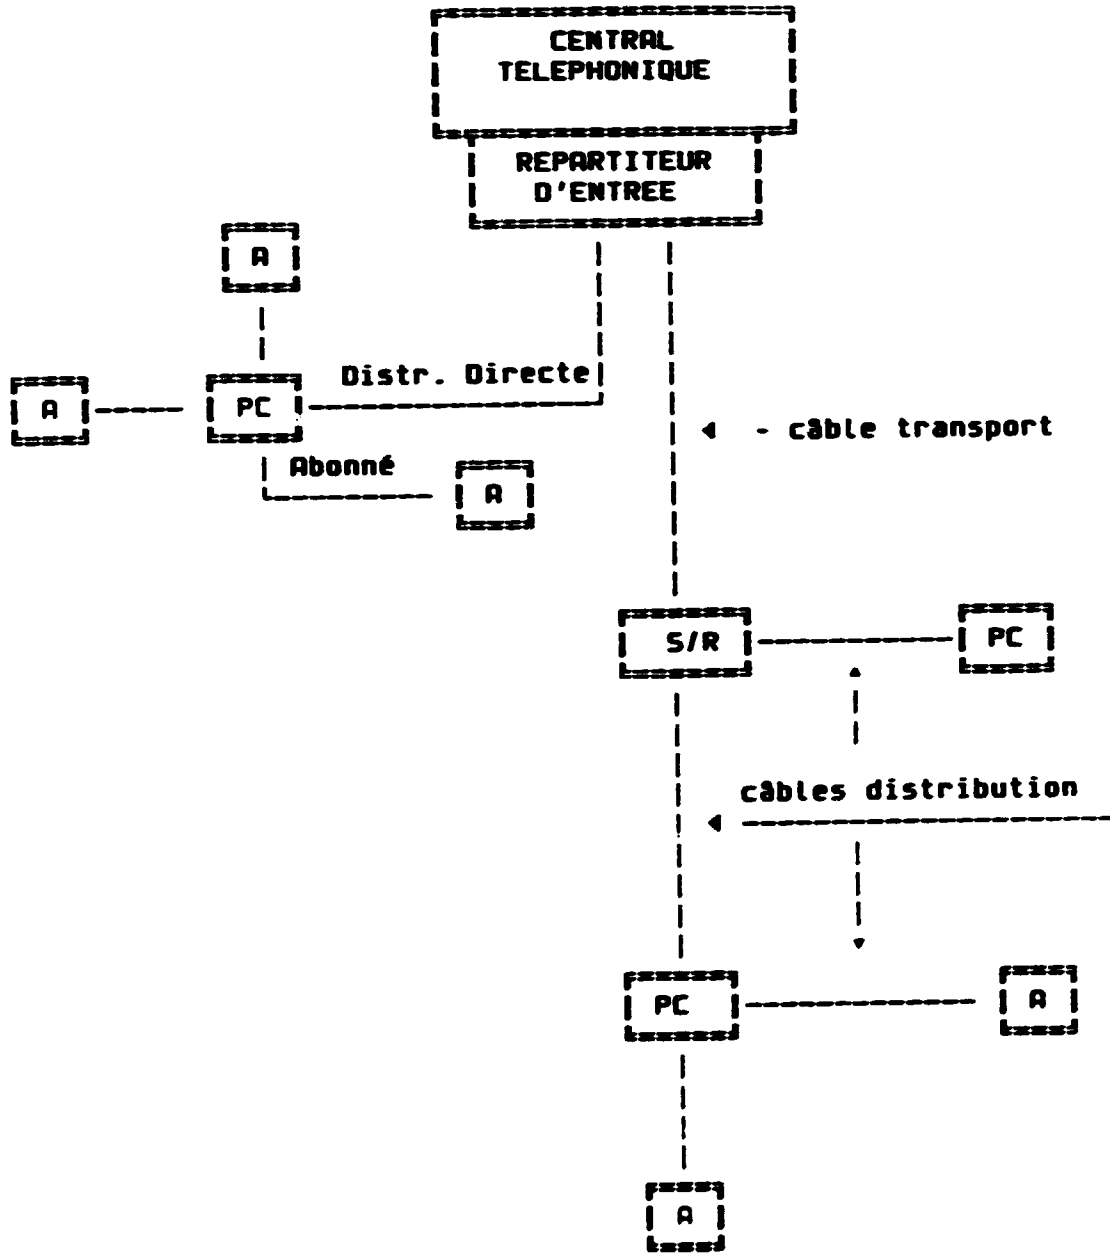 CENTRAL
TELEPHONIQUE
REPARTITEUR
D'ENTREE
A
Distr. Directe
A
PC
- câble transport
Abonné
A
S/R
PC
câbles distribution
PC
A
A